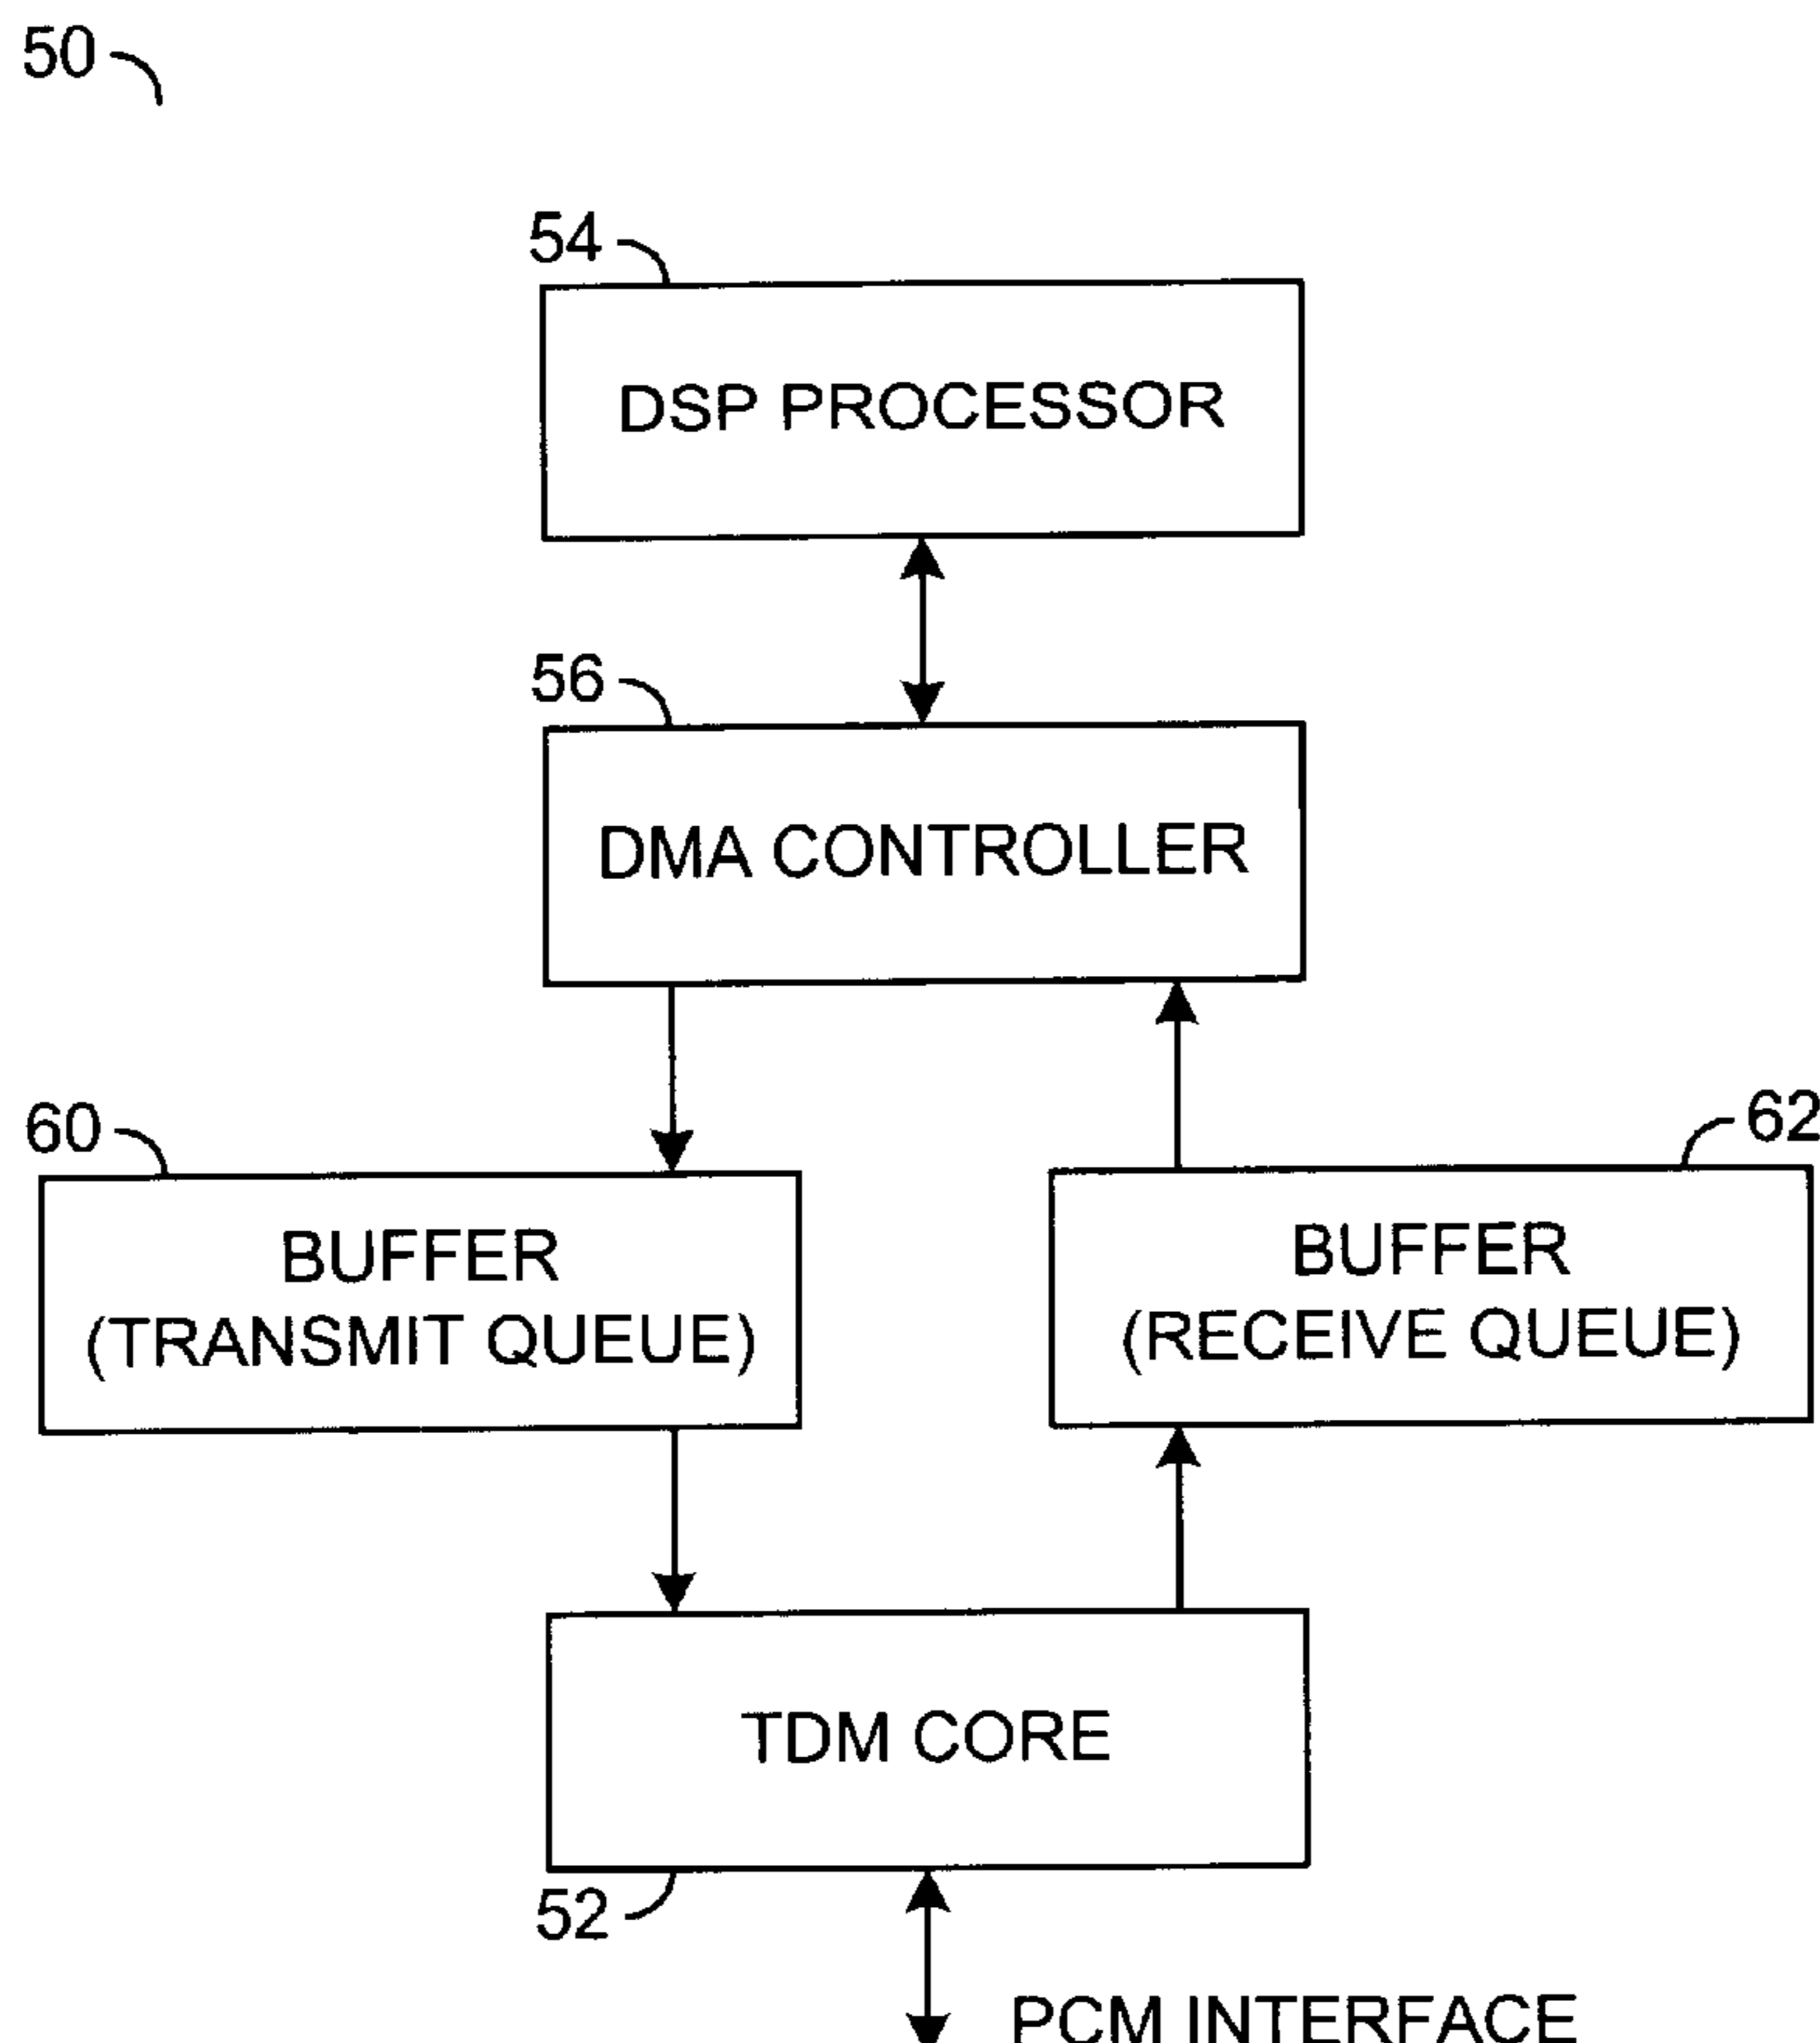 50
54
DSP PROCESSOR
56
DMA CONTROLLER
60
62
BUFFER
(TRANSMIT QUEUE)
BUFFER
(RECEIVE QUEUE)
TDM CORE
52
PCM INTERFACE